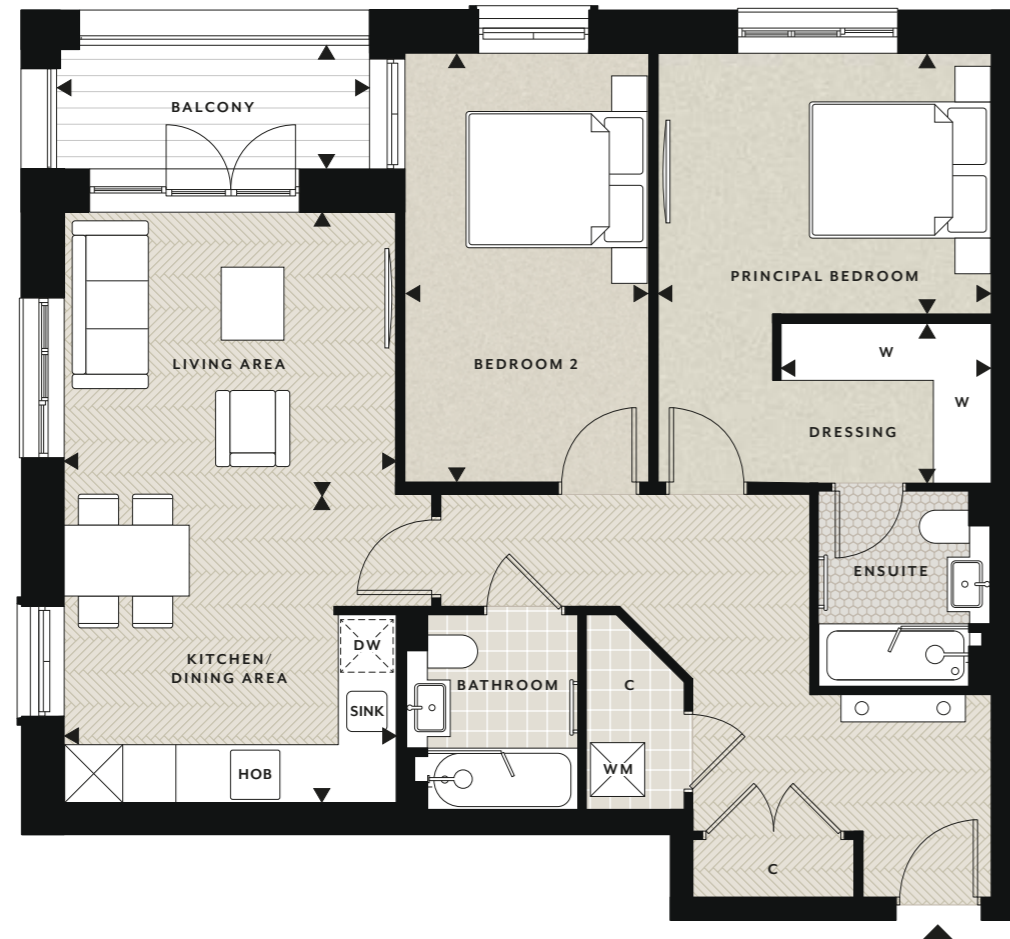 BALCONY
PRINCIPAL BEDROOM
LIVING AREA
BEDROOM 2
W
W
DRESSING
ENSUITE
DW
KITCHEN/
DINING AREA
BATHROOM
C
SINK
WM
HOB
C